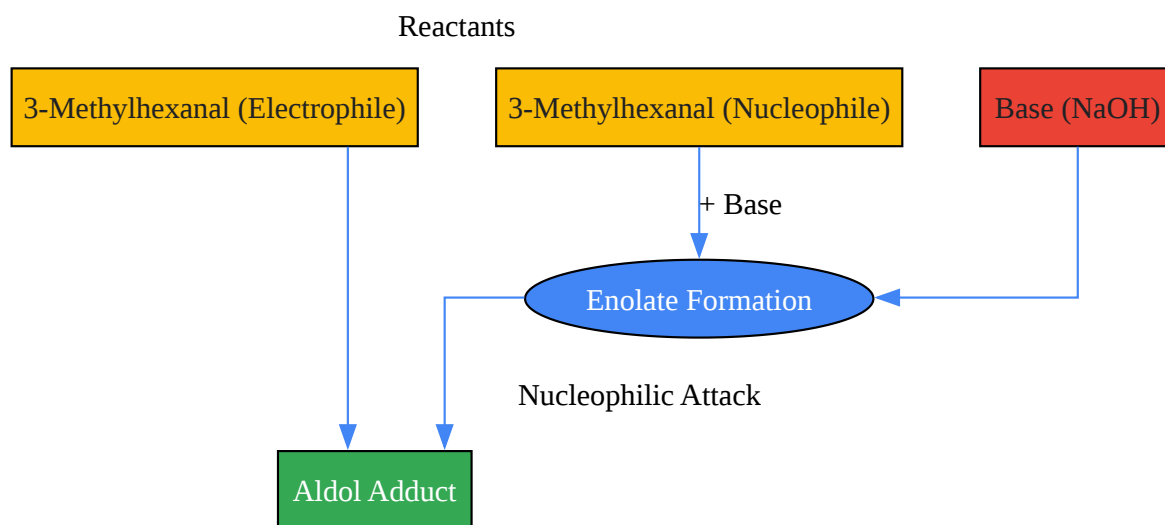 Reactants
3-Methylhexanal (Electrophile)
3-Methylhexanal (Nucleophile)
Base (NaOH)
+ Base
Enolate Formation
Nucleophilic Attack
Aldol Adduct